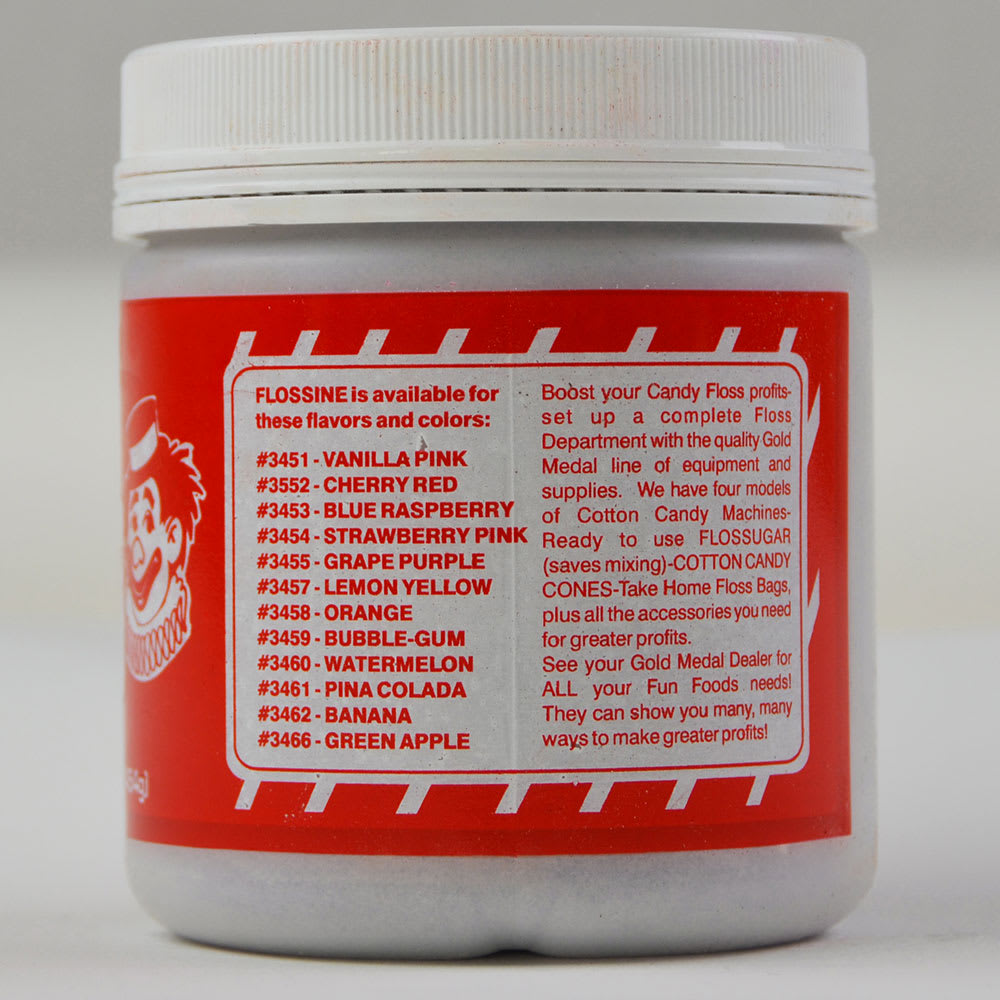 FLOSSINE is available for
these flavors and colors:
#3451 - VANILLA PINK
#3552 - CHERRY RED
#3453 - BLUE RASPBERRY
#3454 - STRAWBERRY PINK
#3455 - GRAPE PURPLE
#3457 - LEMON YELLOW
#3458 - ORANGE
#3459 - BUBBLE-GUM
#3460 - WATERMELON
#3461 - PINA COLADA
#3462 - BANANA
#3466 - GREEN APPLE
Boost your Candy Floss profits-
set up a complete Floss
Department with the quality Gold
Medal line of equipment and
supplies. We have four models
of Cotton Candy Machines-
Ready to use FLOSSUGAR
(saves mixing)-COTTON CANDY
CONES-Take Home Floss Bags,
plus all the accessories you need
for greater profits.
See your Gold Medal Dealer for
ALL your Fun Foods needs!
They can show you many, many
ways to make greater profits!